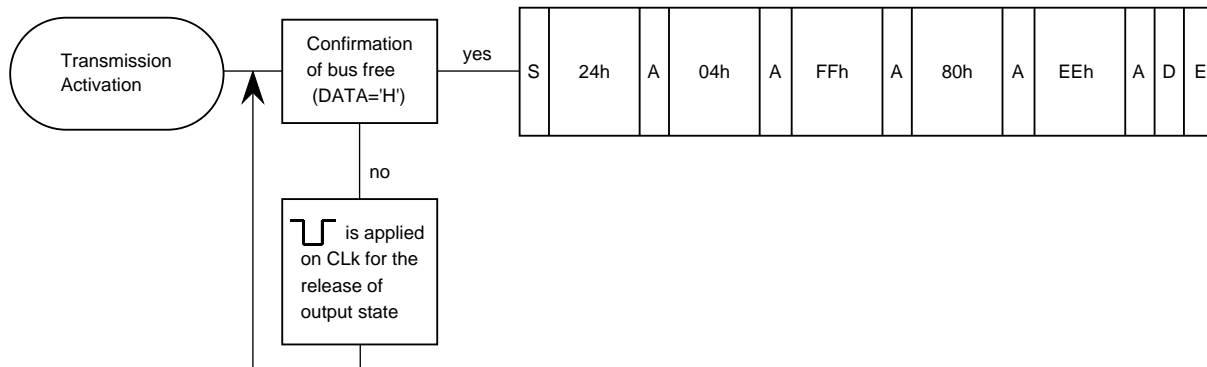 Transmission
Activation
Confirmation
of bus free
(DATA='H')
yes
S 24h A 04h A FFh A 80h A EEh A D E
no
is applied
on CLk for the
release of
output state